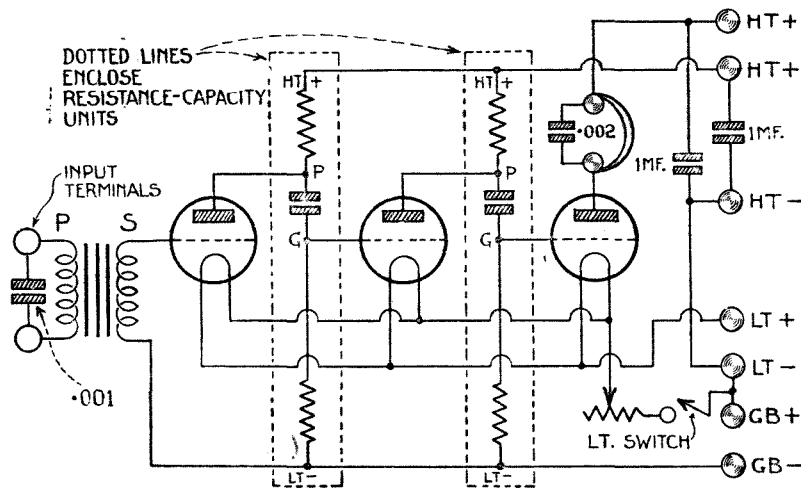 DOTTED LINES
ENCLOSE
RESISTANCE-CAPACITY
UNITS
HT+
HT+
HT+
HT+
.002
1MF.
1MF.
INPUT
TERMINALS
P
P
P
S
HT-
G
G
LT+
LT-
.001
GB+
LT. SWITCH
GB-
LT-
LT-